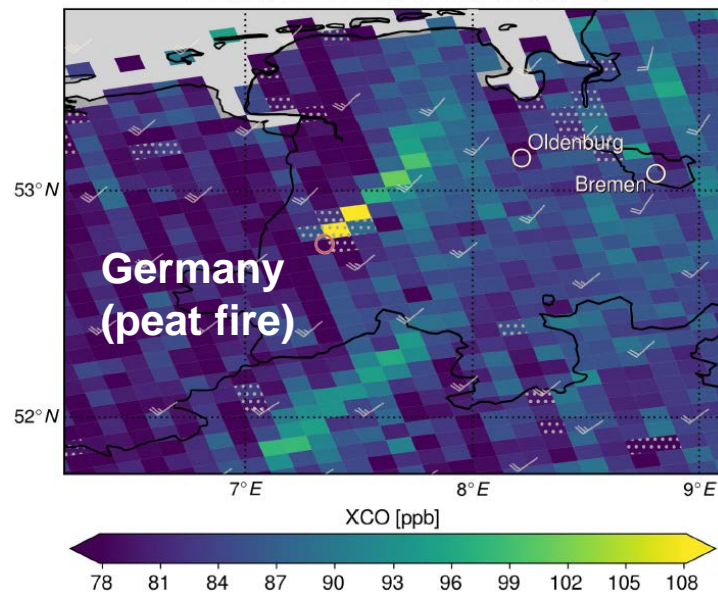 Oldenburg
53°N
Bremen
Germany
(peat fire)
52°N
7°E 8°E 9°E
XCO [ppb]
78 81 84 87 90 93 96 99 102 105 108